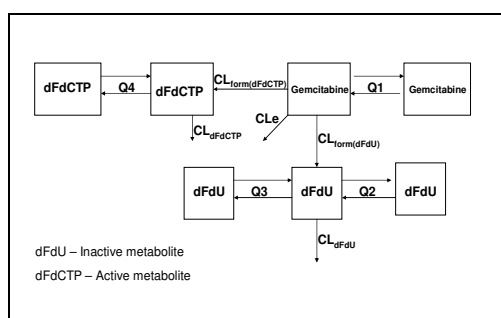 dFdCTP
Q4
dFdCTP
CLform(dFdCTP)
Gemcitabine
Q1
Gemcitabine
CLdFdCTP
CLe
CLform(dFdU)
dFdU
Q3
dFdU
Q2
dFdU
CLdFdU
dFdU – Inactive metabolite
dFdCTP – Active metabolite